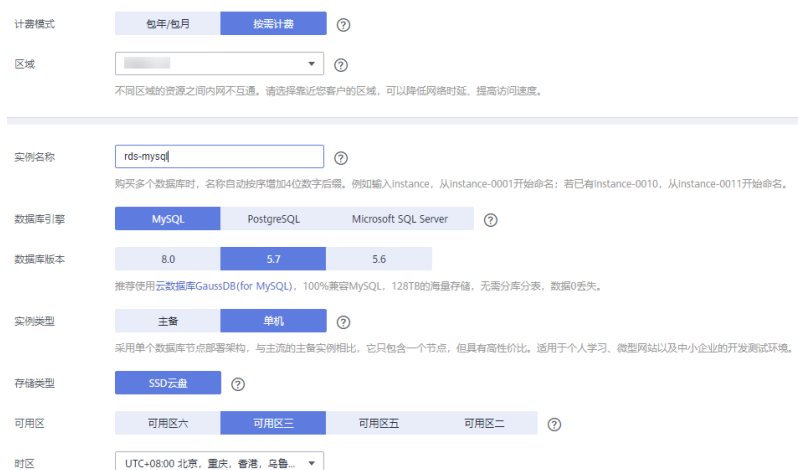 计费模式 包年/包月 按需计费 ?
区域 ?
不同区域的资源之间内网不互通。请选择靠近您客户的区域，可以降低网络时延、提高访问速度。
实例名称 rds-mysql ?
购买多个数据库时，名称自动按序增加4位数字后缀。例如输入instance，从instance-0001开始命名；若已有instance-0010，从instance-0011开始命名。
数据库引擎 MySQL PostgreSQL Microsoft SQL Server ?
数据库版本 8.0 5.7 5.6
推荐使用云数据库GaussDB(for MySQL)，100%兼容MySQL，128TB的海量存储，无需分库分表，数据0丢失。
实例类型 主备 单机 ?
采用单个数据库节点部署架构，与主流的主备实例相比，它只包含一个节点，但具有高性价比。适用于个人学习、微型网站以及中小企业的开发测试环境。
存储类型 SSD云盘 ?
可用区 可用区六 可用区三 可用区五 可用区二 ?
时区 UTC+08:00 北京，重庆，香港，乌鲁...